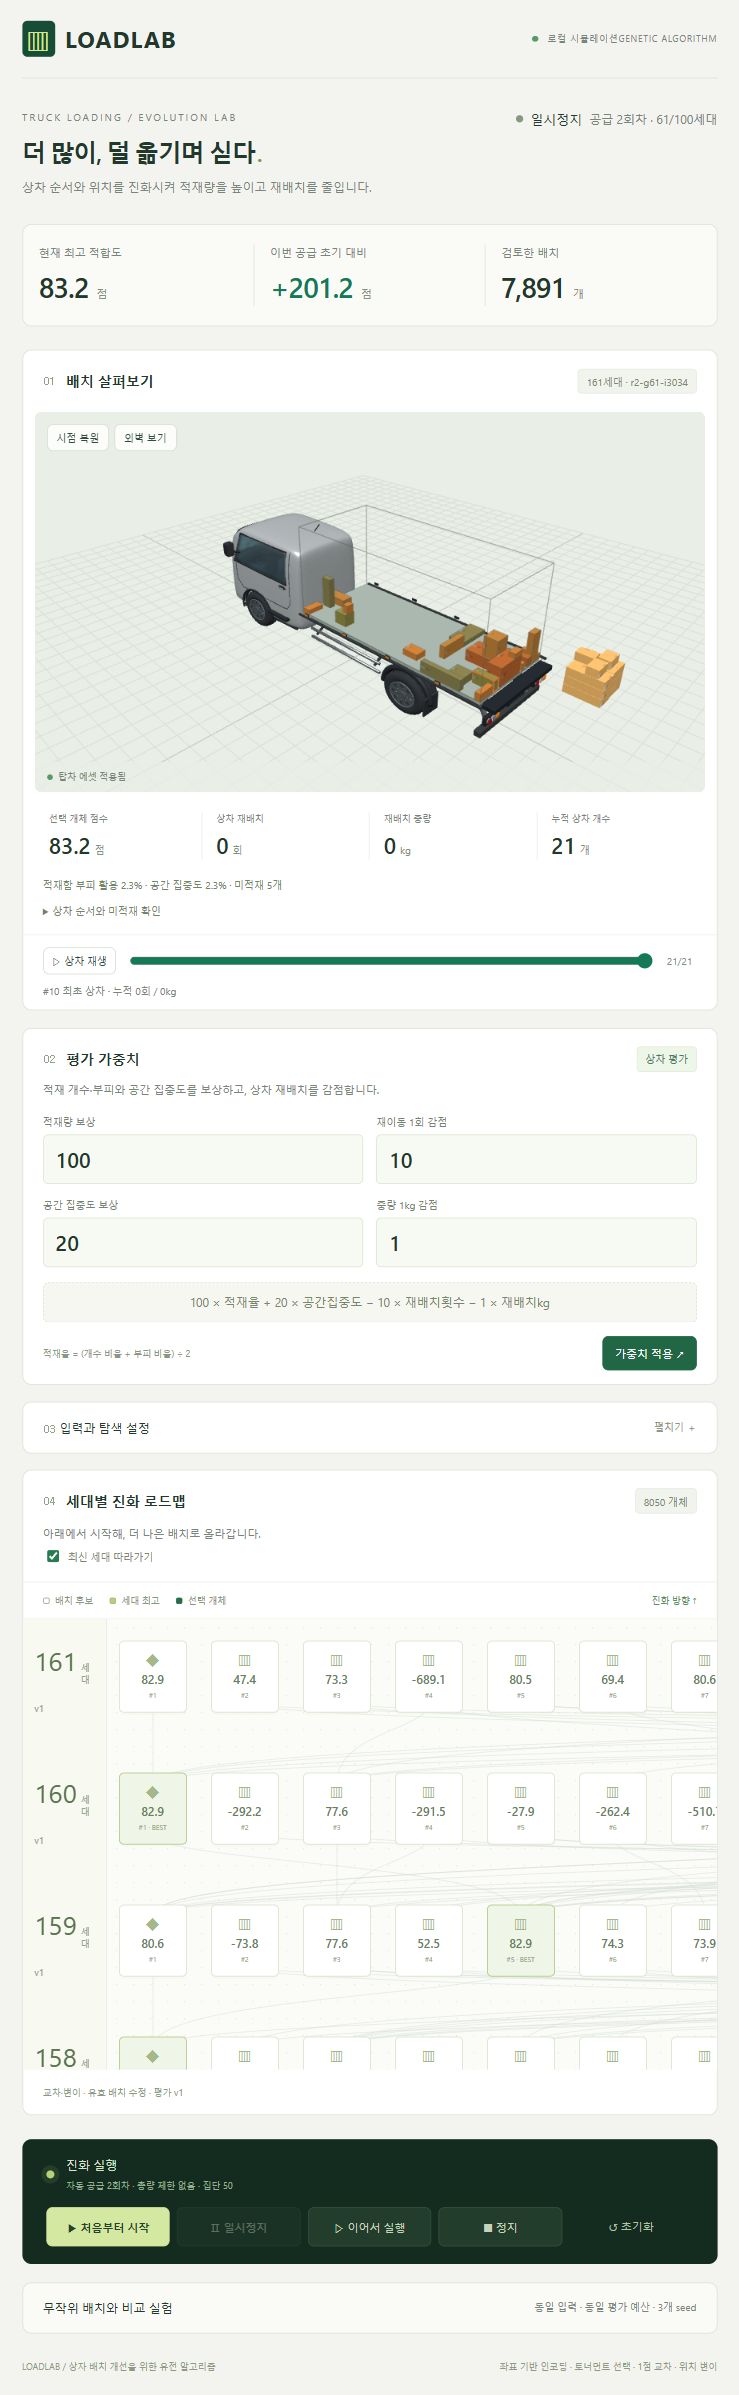 LOADLAB
로컬 시뮬레이션GENETIC ALGORITHM
TRUCK LOADING / EVOLUTION LAB
일시정지 공급 2회차 · 61/100세대
더 많이, 덜 옮기며 싣다.
상차 순서와 위치를 진화시켜 적재량을 높이고 재배치를 줄입니다.
현재 최고 적합도
이번 공급 초기 대비
검토한 배치
83.2 점
+201.2 점
7,891 개
01 배치 살펴보기
161세대 · r2-g61-i3034
시점 복원
외벽 보기
탑차 에셋 적용됨
선택 개체 점수
상차 재배치
재배치 중량
누적 상차 개수
83.2 점
0 회
0 kg
21 개
적재함 부피 활용 2.3% · 공간 집중도 2.3% · 미적재 5개
▶ 상차 순서와 미적재 확인
▷ 상차 재생
21/21
#10 최초 상차 · 누적 0회 / 0kg
02 평가 가중치
상차 평가
적재 개수·부피와 공간 집중도를 보상하고, 상차 재배치를 감점합니다.
적재량 보상
재이동 1회 감점
100
10
공간 집중도 보상
중량 1kg 감점
20
1
100 × 적재율 + 20 × 공간집중도 − 10 × 재배치횟수 − 1 × 재배치kg
적재율 = (개수 비율 + 부피 비율) ÷ 2
가중치 적용 ↗
03 입력과 탐색 설정
펼치기 +
04 세대별 진화 로드맵
8050 개체
아래에서 시작해, 더 나은 배치로 올라갑니다.
최신 세대 따라가기
배치 후보
세대 최고
선택 개체
진화 방향 ↑
161 세대
82.9
47.4
73.3
-689.1
80.5
69.4
80.6
#1
#2
#3
#4
#5
#6
#7
v1
160 세대
82.9
-292.2
77.6
-291.5
-27.9
-262.4
-510.
#1 · BEST
#2
#3
#4
#5
#6
#7
v1
159 세대
80.6
-73.8
77.6
52.5
82.9
74.3
73.9
#1
#2
#3
#4
#5 · BEST
#6
#7
v1
158 세
교차·변이 · 유효 배치 수정 · 평가 v1
진화 실행
자동 공급 2회차 · 총량 제한 없음 · 집단 50
▶ 처음부터 시작
일시정지
▷ 이어서 실행
■ 정지
↺ 초기화
무작위 배치와 비교 실험
동일 입력 · 동일 평가 예산 · 3개 seed
LOADLAB / 상자 배치 개선을 위한 유전 알고리즘
좌표 기반 인코딩 · 토너먼트 선택 · 1점 교차 · 위치 변이